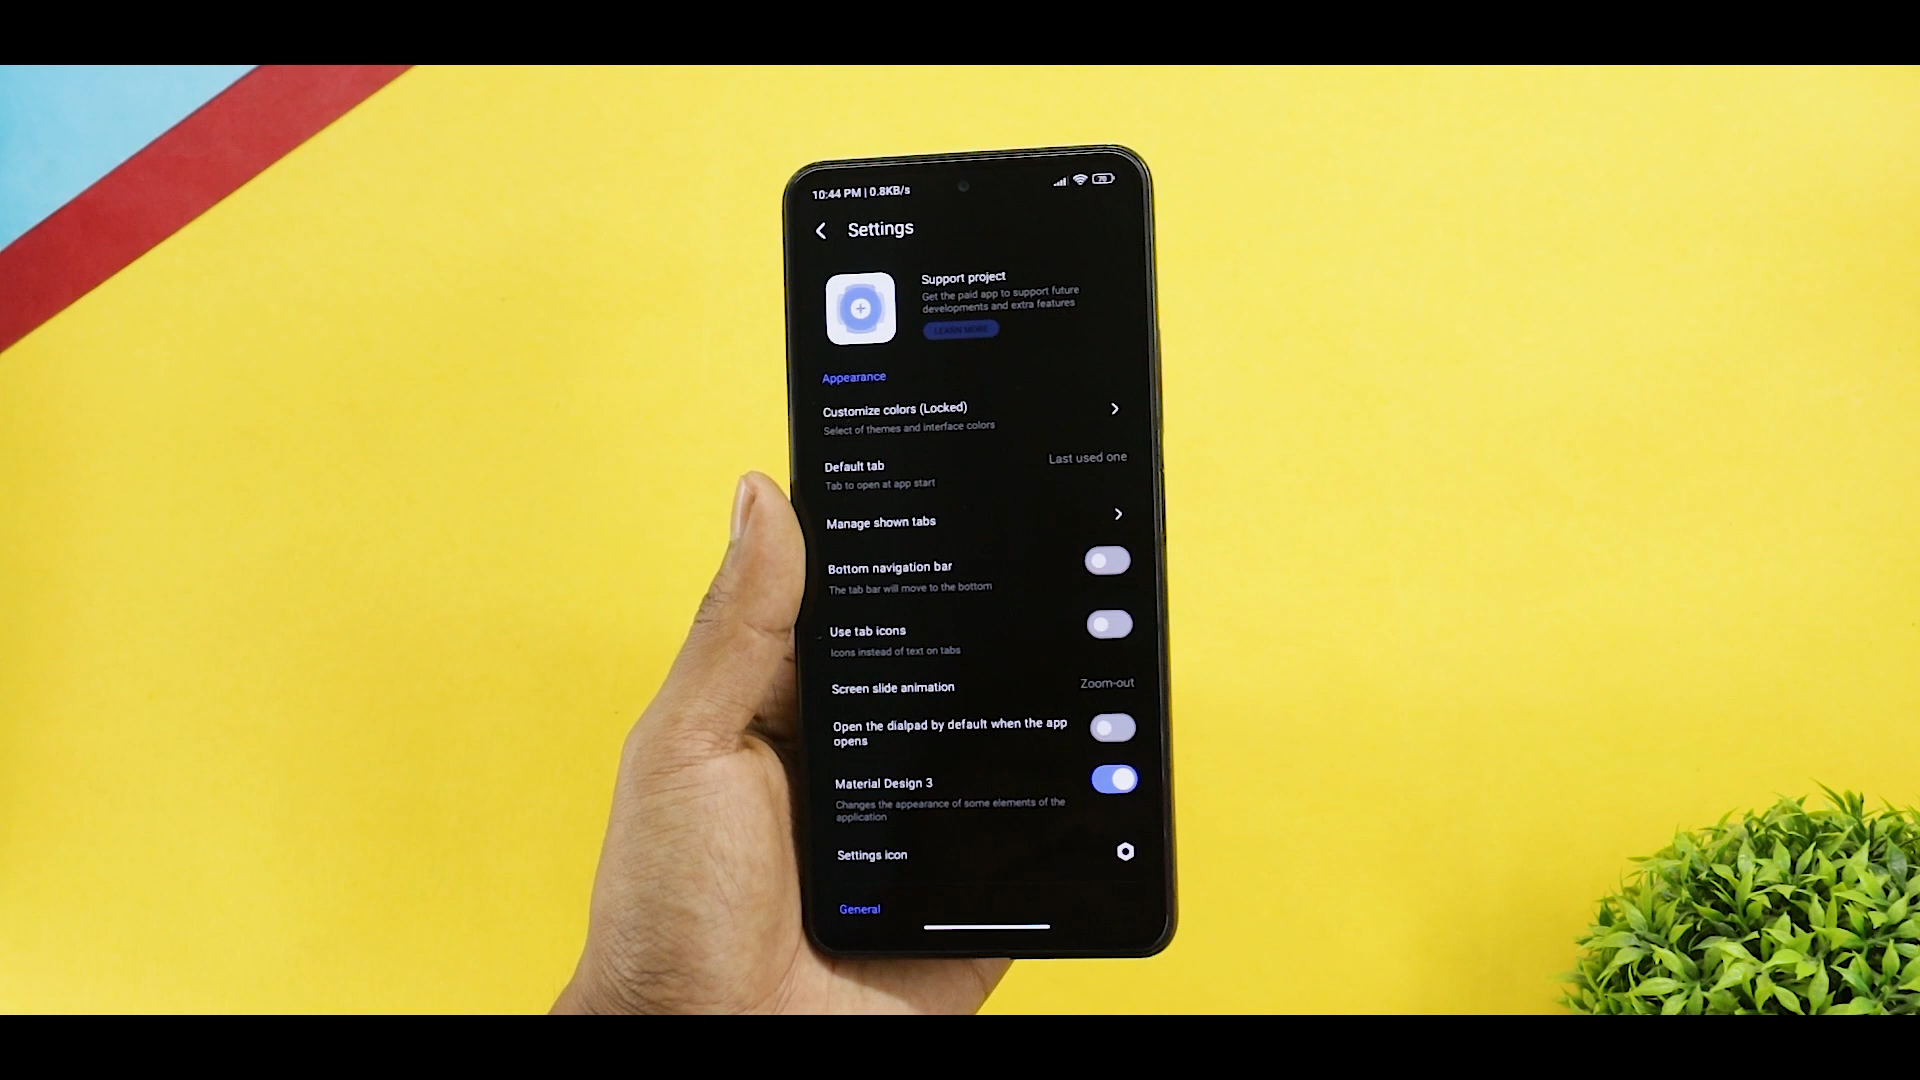 10:44 PM | 0.8KB/s
70
Settings
Support project
Get the paid app to support future
developments and extra features
LEARN MORE
Appearance
Customize colors (Locked)
Select of themes and interface colors
Default tab
Last used one
Tab to open at app start
Manage shown tabs
Bottom navigation bar
The tab bar will move to the bottom
Use tab icons
Icons instead of text on tabs
Screen slide animation
Zoom-out
Open the dialpad by default when the app
opens
Material Design 3
Changes the appearance of some elements of the
application
Settings icon
General